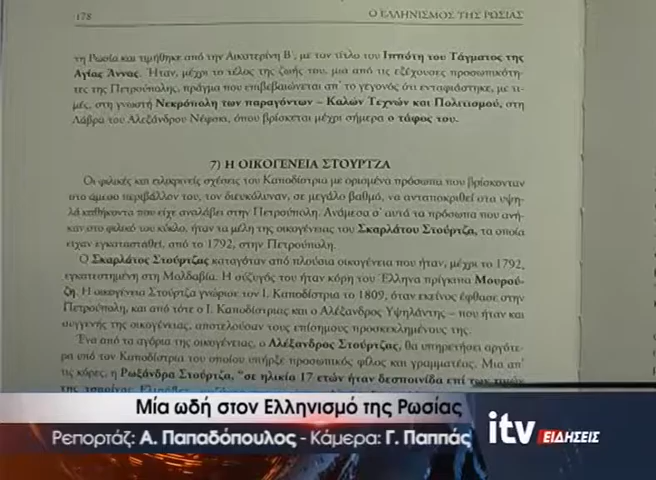 178
Ο ΕΛΛΗΝΙΣΜΟΣ ΤΗΣ ΡΩΣΙΑΣ
τη Ρωσία και τιμήθηκε από την Αικατερίνη Β΄, με τον τίτλο του Ιππότη του Τάγματος της
Αγίας Άννας. Ήταν, μέχρι το τέλος της ζωής του, μια από τις εξέχουσες προσωπικότη-
τες της Πετρούπολης, πράγμα που επιβεβαιώνεται απ' το γεγονός ότι ενταφιάστηκε, με τι-
μές, στη γνωστή Νεκρόπολη των παραγόντων – Καλών Τεχνών και Πολιτισμού, στη
Λάβρα του Αλεξάνδρου Νέφσκι, όπου βρίσκεται μέχρι σήμερα ο τάφος του.
7) Η ΟΙΚΟΓΕΝΕΙΑ ΣΤΟΥΡΤΖΑ
Οι φιλικές και ειλικρινείς σχέσεις του Καποδίστρια με ορισμένα πρόσωπα που βρίσκονταν
στο άμεσο περιβάλλον του, τον διευκόλυναν, σε μεγάλο βαθμό, να ανταποκριθεί στα υψη-
λά καθήκοντα που είχε αναλάβει στην Πετρούπολη. Ανάμεσα σ' αυτά τα πρόσωπα που ανή-
καν στο φιλικό του κύκλο, ήταν τα μέλη της οικογένειας του Σκαρλάτου Στούρτζα, τα οποία
είχαν εγκατασταθεί, από το 1792, στην Πετρούπολη.
Ο Σκαρλάτος Στούρτζας καταγόταν από πλούσια οικογένεια που ήταν, μέχρι το 1792,
εγκατεστημένη στη Μολδαβία. Η σύζυγός του ήταν κόρη του Έλληνα πρίγκιπα Μουρού-
ζη. Η οικογένεια Στούρτζα γνώρισε τον Ι. Καποδίστρια το 1809, όταν εκείνος έφθασε στην
Πετρούπολη, και από τότε ο Ι. Καποδίστριας και ο Αλέξανδρος Υψηλάντης – που ήταν και
συγγενής της οικογένειας, αποτελούσαν τους επίσημους προσκεκλημένους της.
Ένα από τα αγόρια της οικογένειας, ο Αλέξανδρος Στούρτζας, θα υπηρετήσει αργότε-
ρα υπό τον Καποδίστρια του οποίου υπήρξε προσωπικός φίλος και γραμματέας. Μια απ'
τις κόρες, η Ρωξάνδρα Στούρτζα, "σε ηλικία 17 ετών ήταν δεσποινίδα επί των τιμών
της τσαρίνας
Μία ωδή στον Ελληνισμό της Ρωσίας
Ρεπορτάζ: Α. Παπαδόπουλος - Κάμερα: Γ. Παππάς
itv ΕΙΔΗΣΕΙΣ